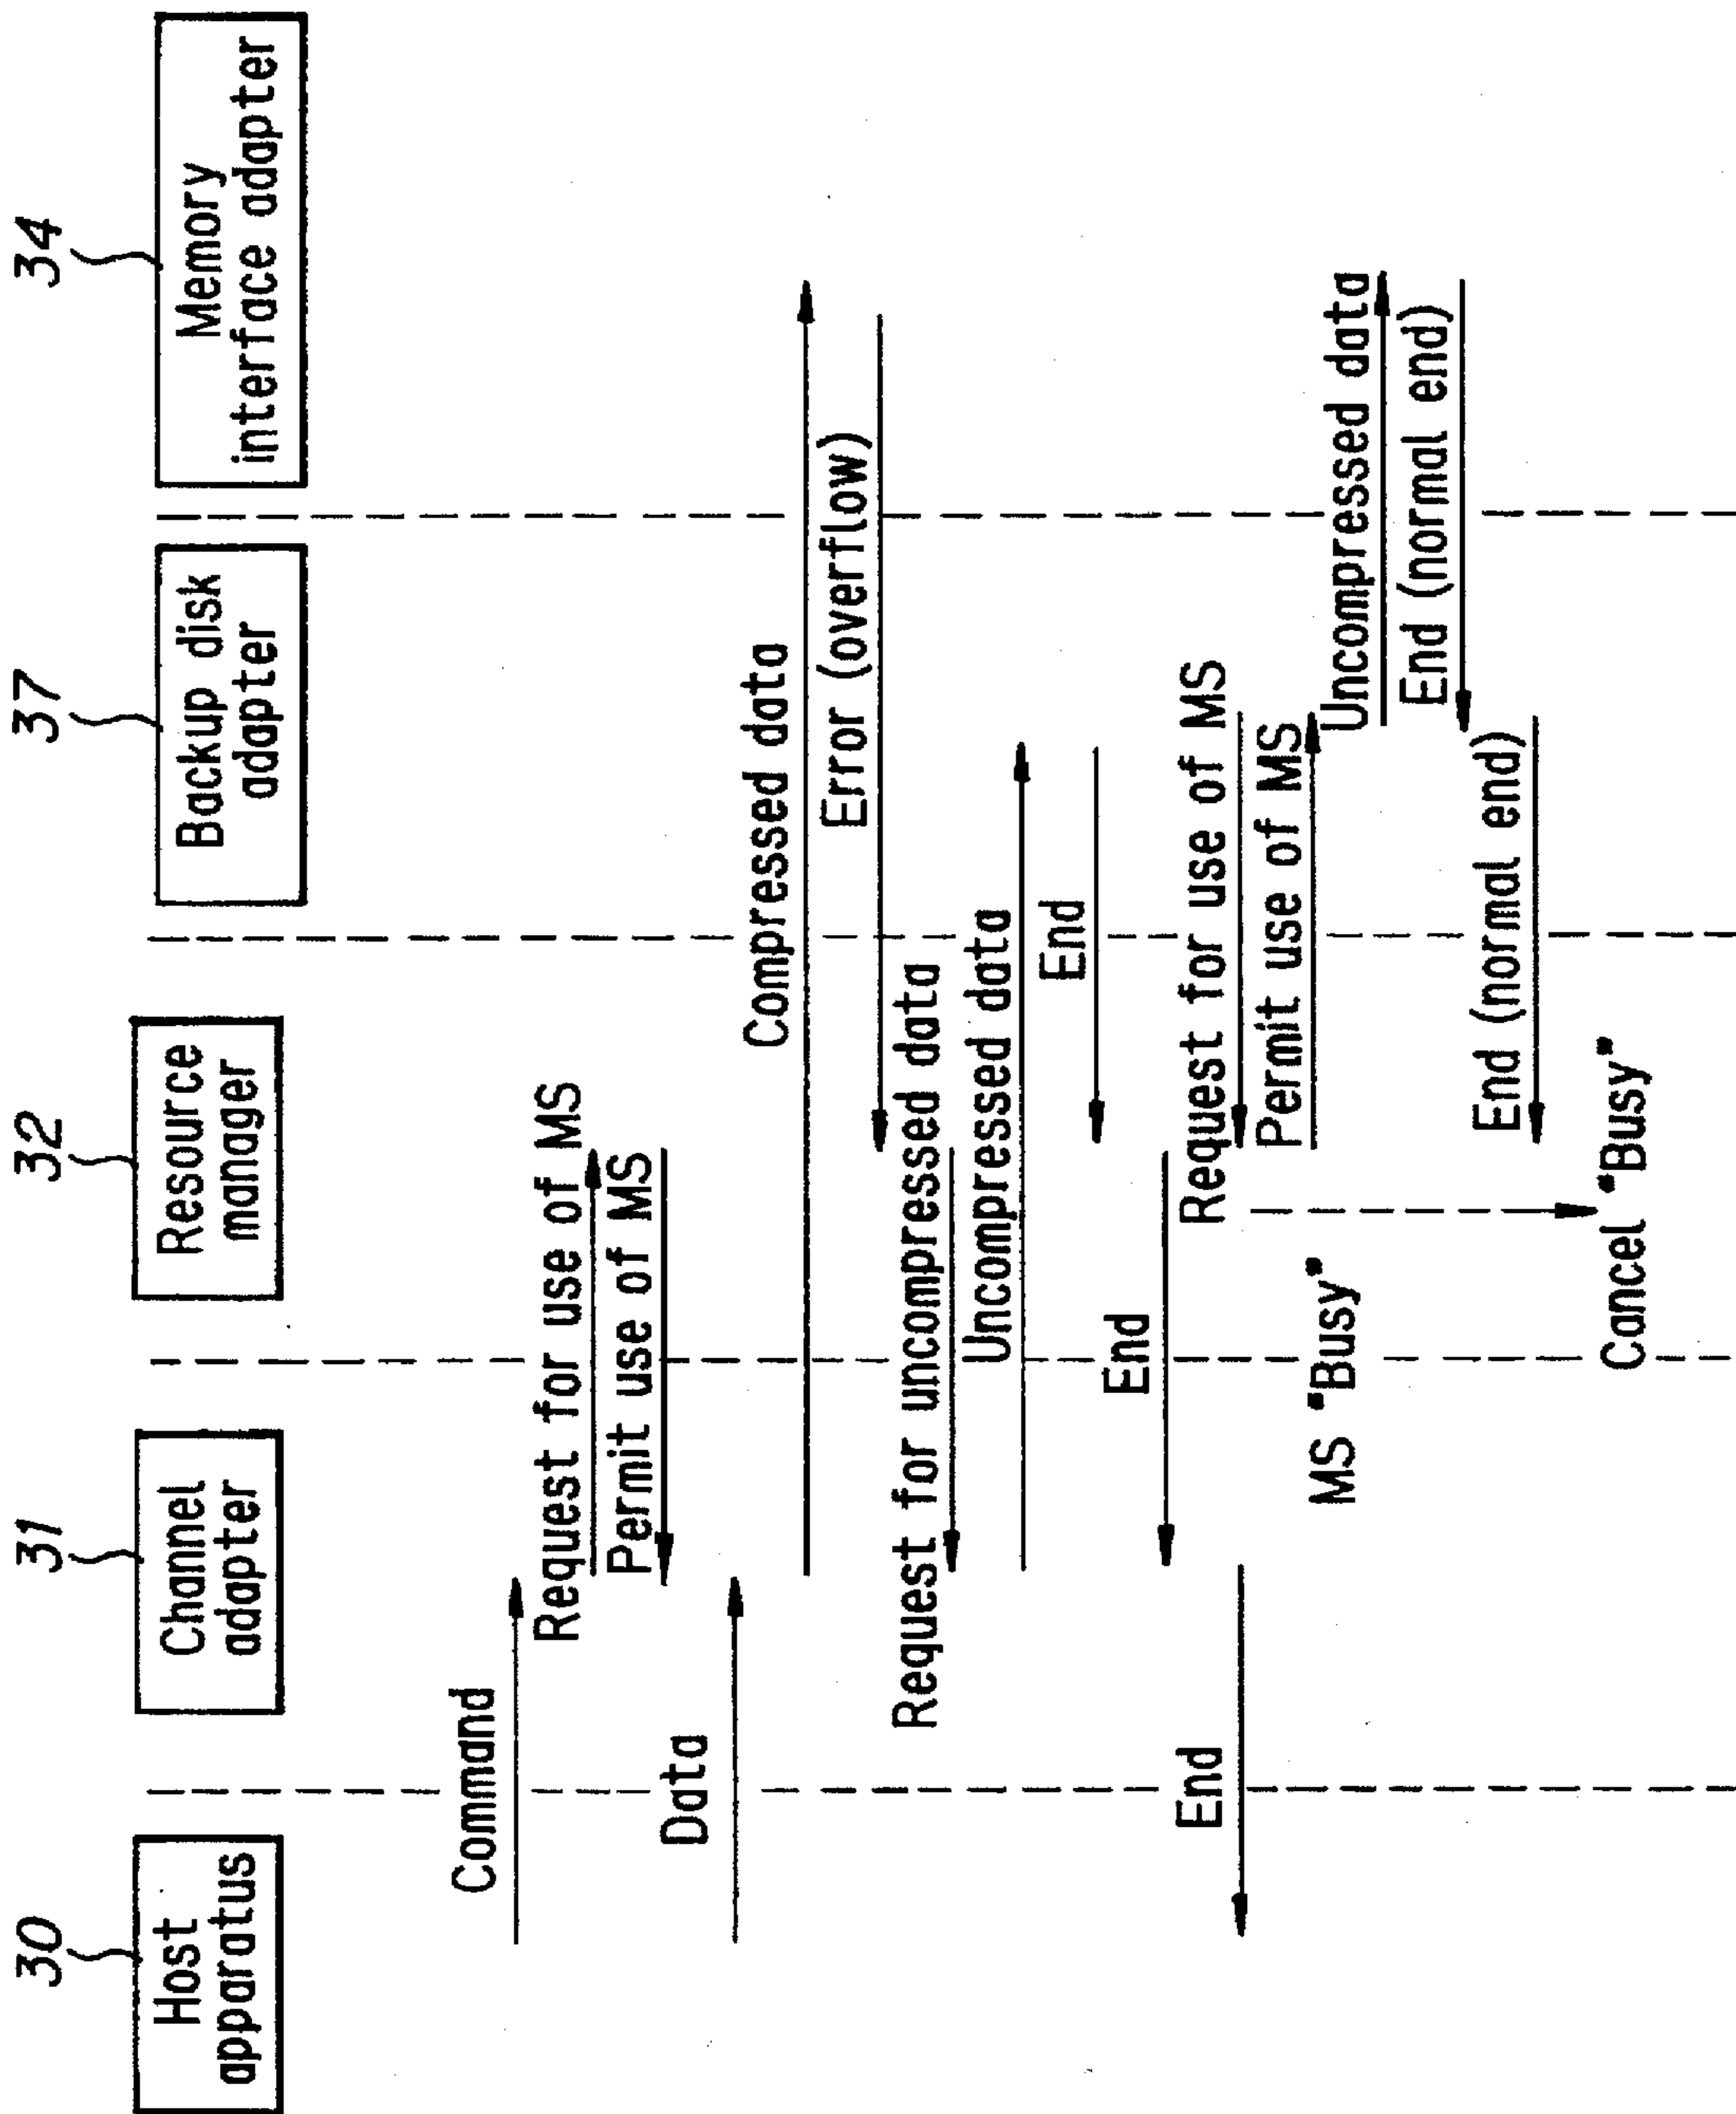 30
Host
apparatus
31
Channel
adapter
32
Resource
manager
37
Backup disk
adapter
34
Memory
interface adapter
Command
Request for use of MS
Permit use of MS
Data
Compressed data
Error (overflow)
Request for uncompressed data
Uncompressed data
End
End
End
Request for use of MS
Permit use of MS
MS "Busy"
Uncompressed data
End (normal end)
End (normal end)
Cancel "Busy"